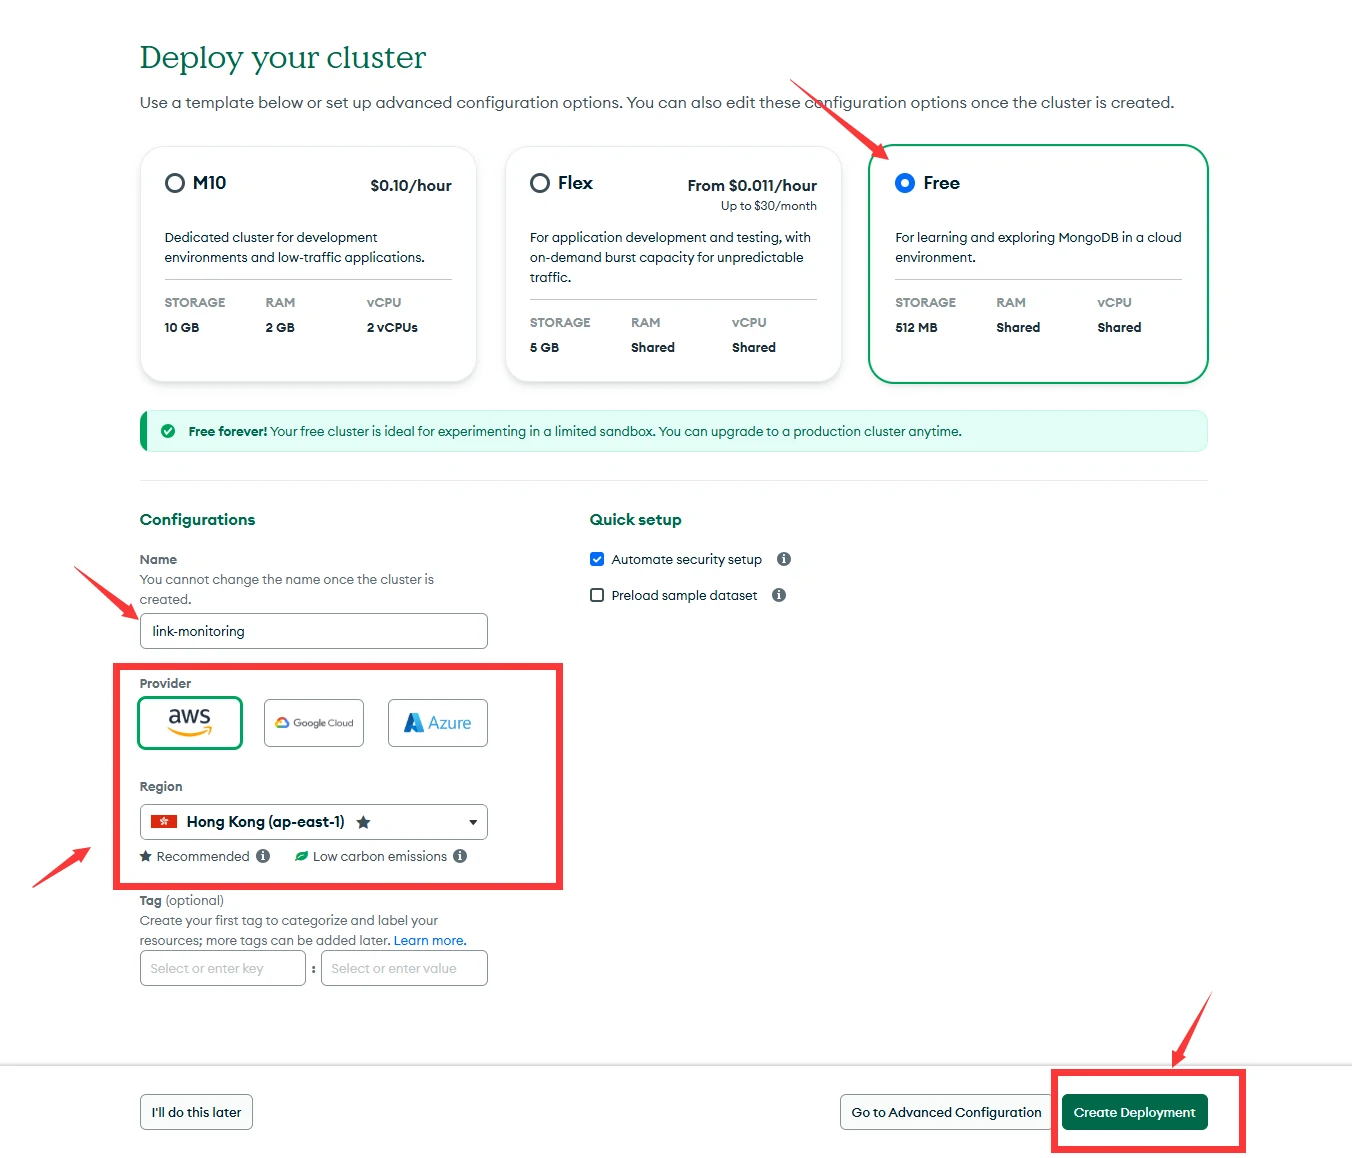 Deploy your cluster
Use a template below or set up advanced configuration options. You can also edit these configuration options once the cluster is created.
M10
$0.10/hour
Dedicated cluster for development
environments and low-traffic applications.
STORAGE RAM vCPU
10 GB 2 GB 2 vCPUs
Flex
From $0.011/hour
Up to $30/month
For application development and testing, with
on-demand burst capacity for unpredictable
traffic.
STORAGE RAM vCPU
5 GB Shared Shared
Free
For learning and exploring MongoDB in a cloud
environment.
STORAGE RAM vCPU
512 MB Shared Shared
Free forever! Your free cluster is ideal for experimenting in a limited sandbox. You can upgrade to a production cluster anytime.
Configurations
Name
You cannot change the name once the cluster is
created.
link-monitoring
Provider
aws Google Cloud Azure
Region
Hong Kong (ap-east-1)
Recommended Low carbon emissions
Tag (optional)
Create your first tag to categorize and label your
resources; more tags can be added later. Learn more.
Select or enter key : Select or enter value
Quick setup
Automate security setup
Preload sample dataset
I'll do this later
Go to Advanced Configuration
Create Deployment